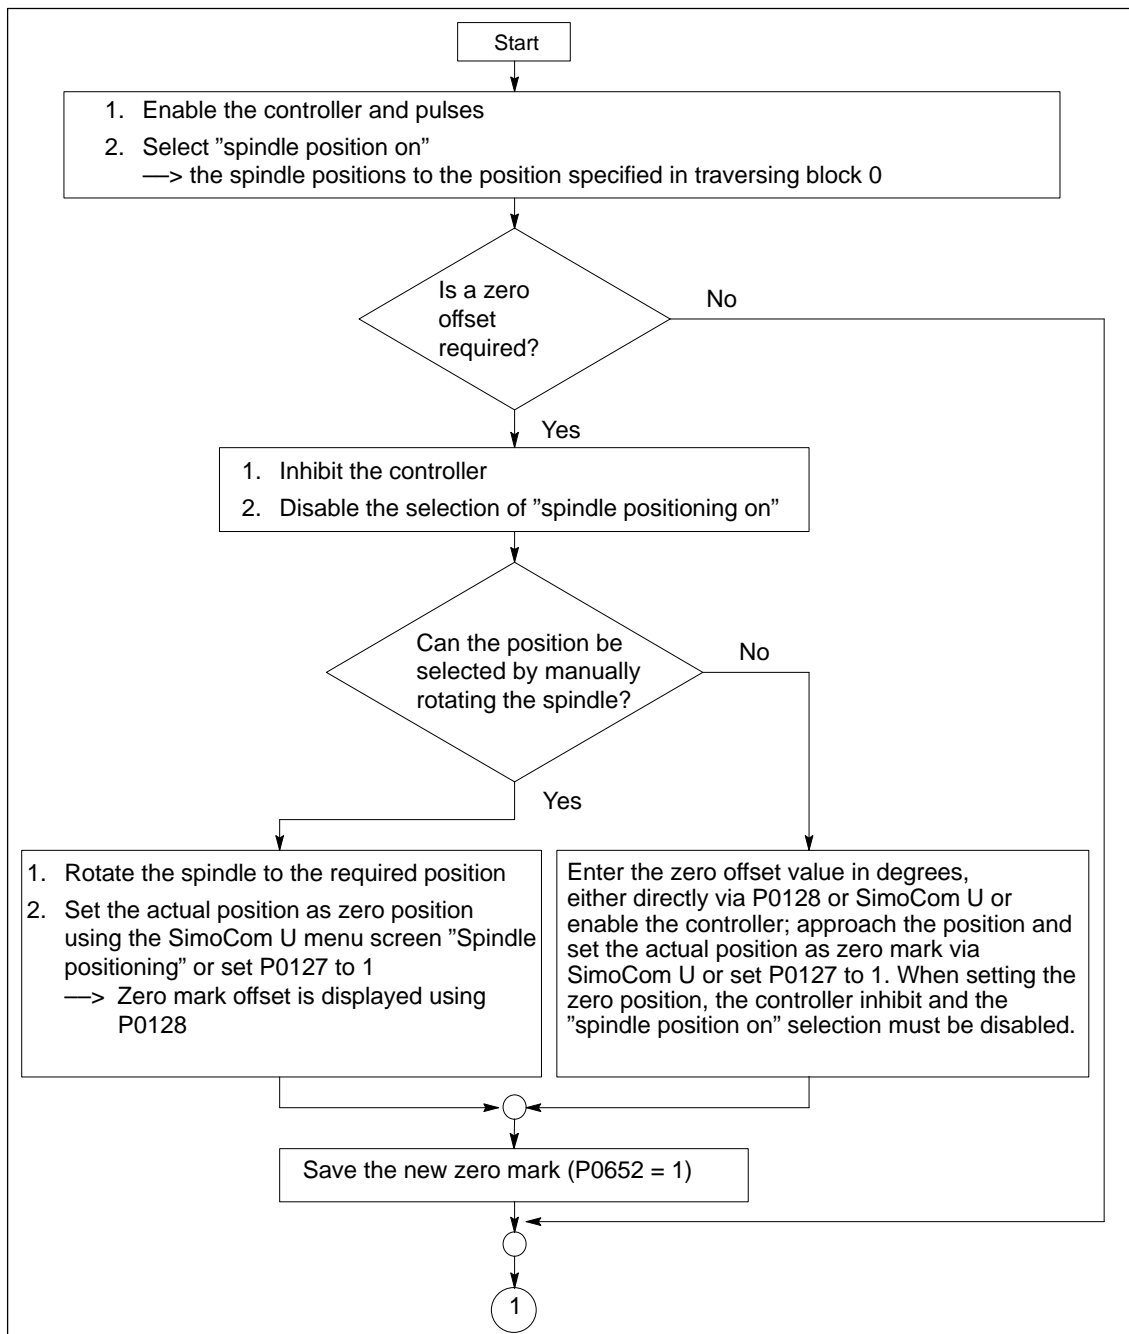 Start
1. Enable the controller and pulses
2. Select ”spindle position on”
—> the spindle positions to the position specified in traversing block 0
Is a zero
offset
required?
No
Yes
1. Inhibit the controller
2. Disable the selection of ”spindle positioning on”
Can the position be
selected by manually
rotating the spindle?
No
Yes
1. Rotate the spindle to the required position
2. Set the actual position as zero position
using the SimoCom U menu screen ”Spindle
positioning” or set P0127 to 1
—> Zero mark offset is displayed using
P0128
Enter the zero offset value in degrees,
either directly via P0128 or SimoCom U or
enable the controller; approach the position and
set the actual position as zero mark via
SimoCom U or set P0127 to 1. When setting the
zero position, the controller inhibit and the
”spindle position on” selection must be disabled.
Save the new zero mark (P0652 = 1)
1